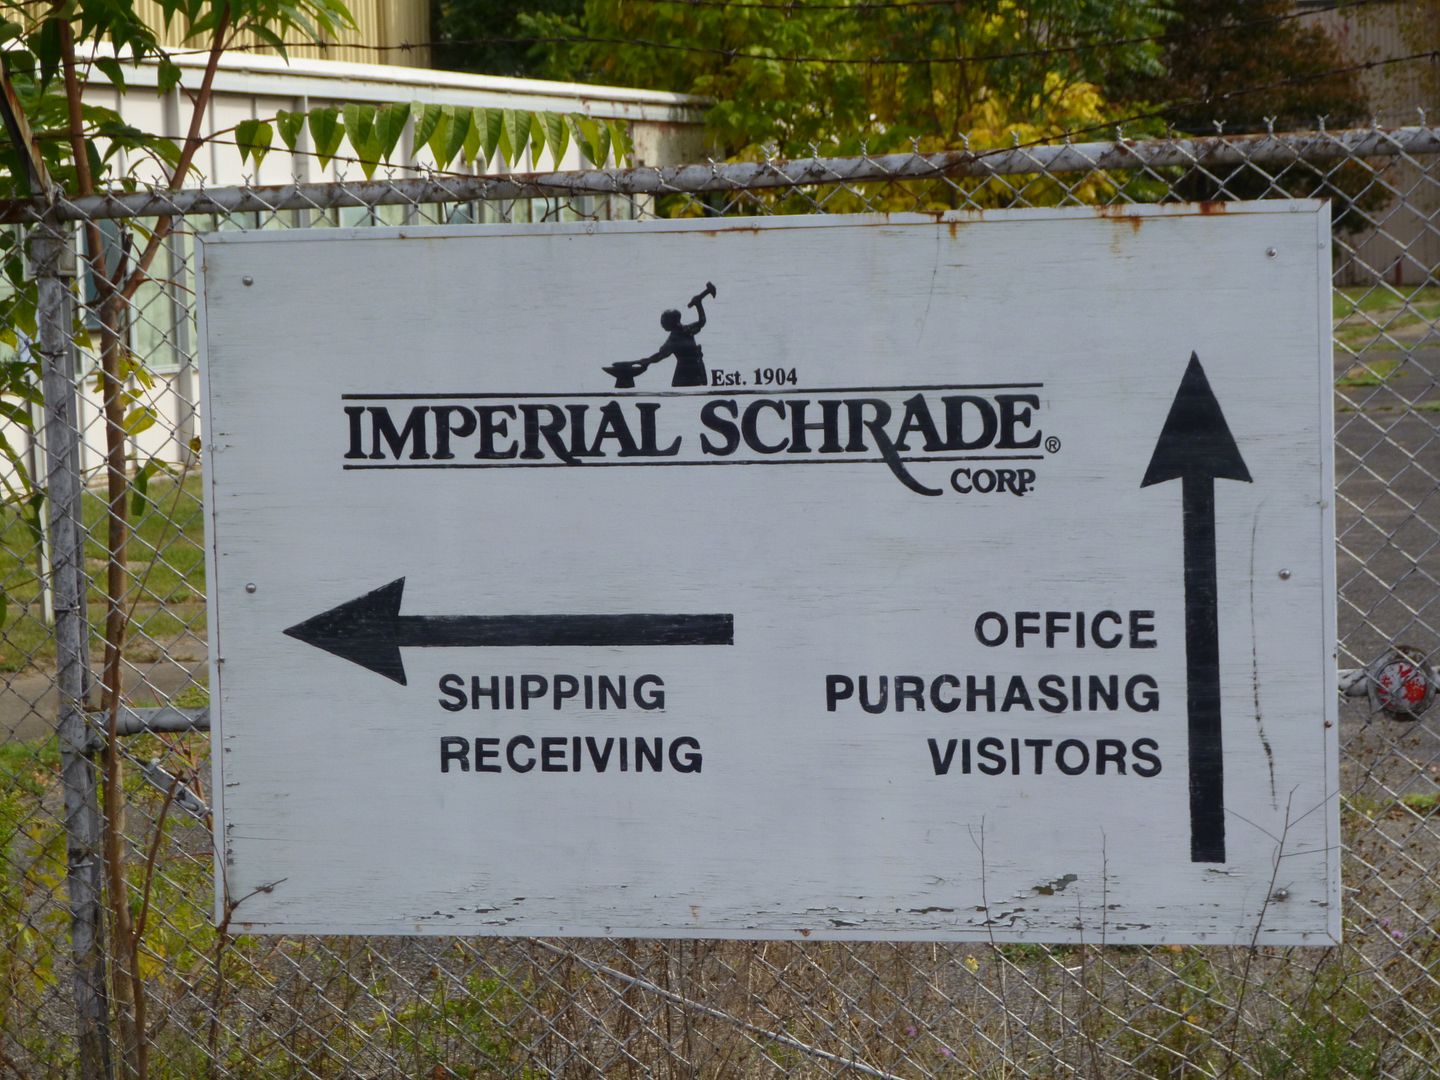 Est. 1904
IMPERIAL SCHRADE®
CORP.
SHIPPING
RECEIVING
OFFICE
PURCHASING
VISITORS